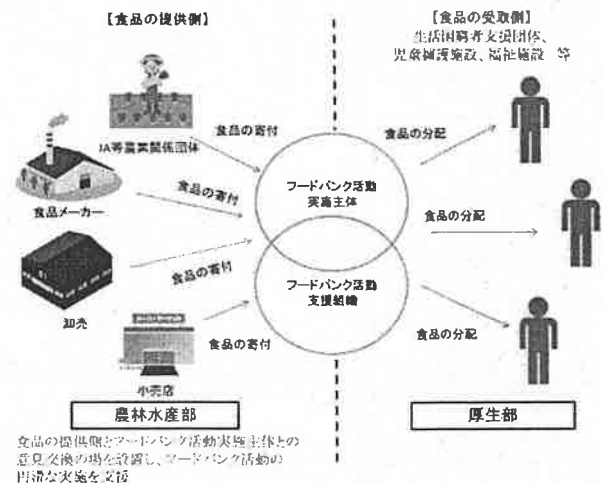 【食品の提供側】
【食品の受取側】
生活困窮者支援団体、
児童養護施設、福祉施設 等
JA等農業関係団体
食品の寄付
食品メーカー
食品の寄付
卸売
食品の寄付
小売店
食品の寄付
フードバンク活動
実施主体
フードバンク活動
支援組織
食品の分配
食品の分配
食品の分配
農林水産部
厚生部
食品の提供側とフードバンク活動実施主体との
意見交換の場を設置し、フードバンク活動の
円滑な実施を支援